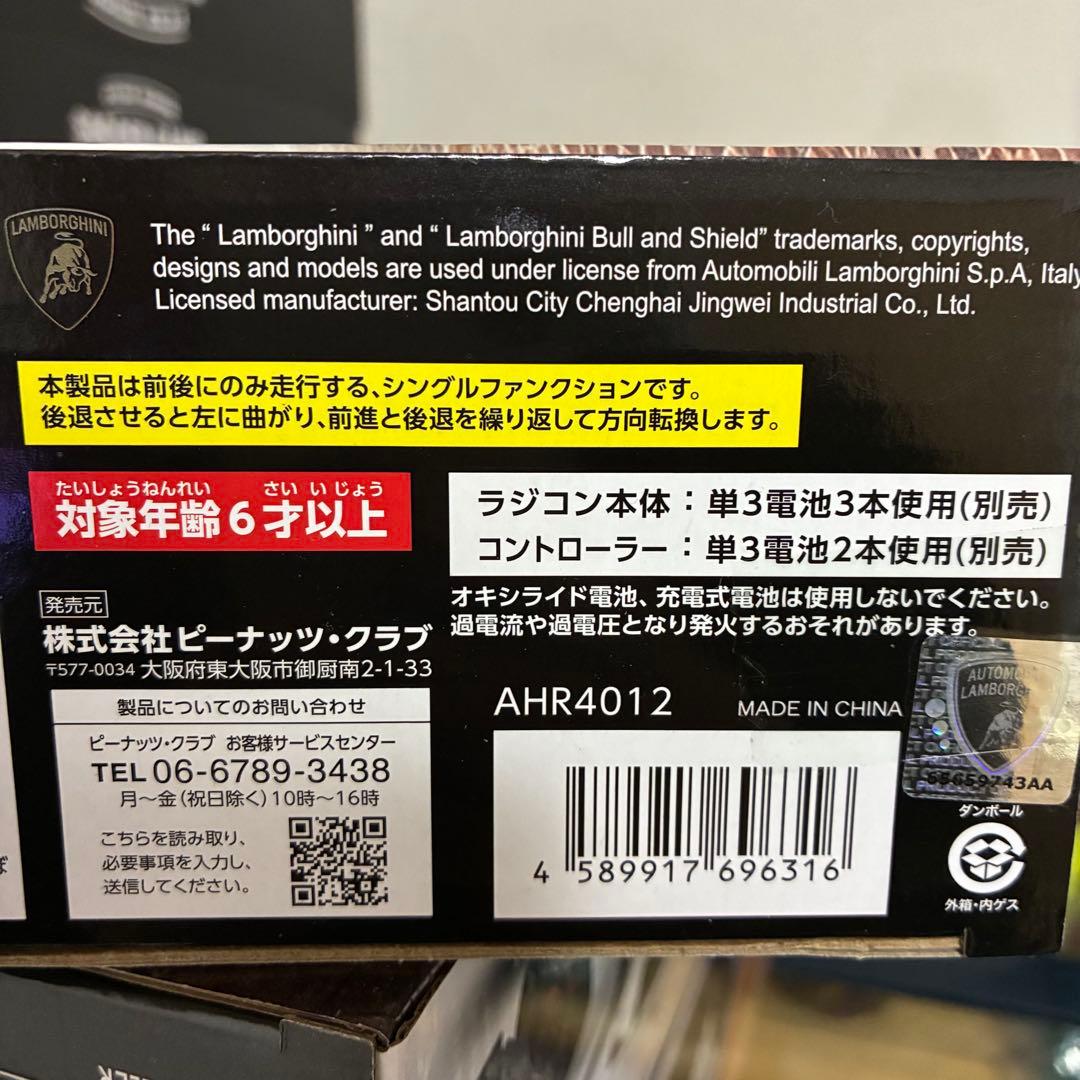 LAMBORGHINI
The “ Lamborghini ” and “ Lamborghini Bull and Shield” trademarks, copyrights,
designs and models are used under license from Automobili Lamborghini S.p.A, Italy
Licensed manufacturer: Shantou City Chenghai Jingwei Industrial Co., Ltd.
本製品は前後にのみ走行する、シングルファンクションです。
後退させると左に曲がり、前進と後退を繰り返して方向転換します。
たいしょうねんれい さい いじょう
対象年齢6才以上
ラジコン本体：単3電池3本使用(別売)
コントローラー：単3電池2本使用(別売)
オキシライド電池、充電式電池は使用しないでください。
過電流や過電圧となり発火するおそれがあります。
発売元
株式会社ピーナッツ・クラブ
〒577-0034 大阪府東大阪市御厨南2-1-33
製品についてのお問い合わせ
ピーナッツ・クラブ お客様サービスセンター
TEL 06-6789-3438
月～金(祝日除く)10時～16時
こちらを読み取り、
必要事項を入力し、
送信してください。
AHR4012
MADE IN CHINA
4 589917 696316
LAMBORGHINI
65659743AA
ダンボール
外箱・内ゲス